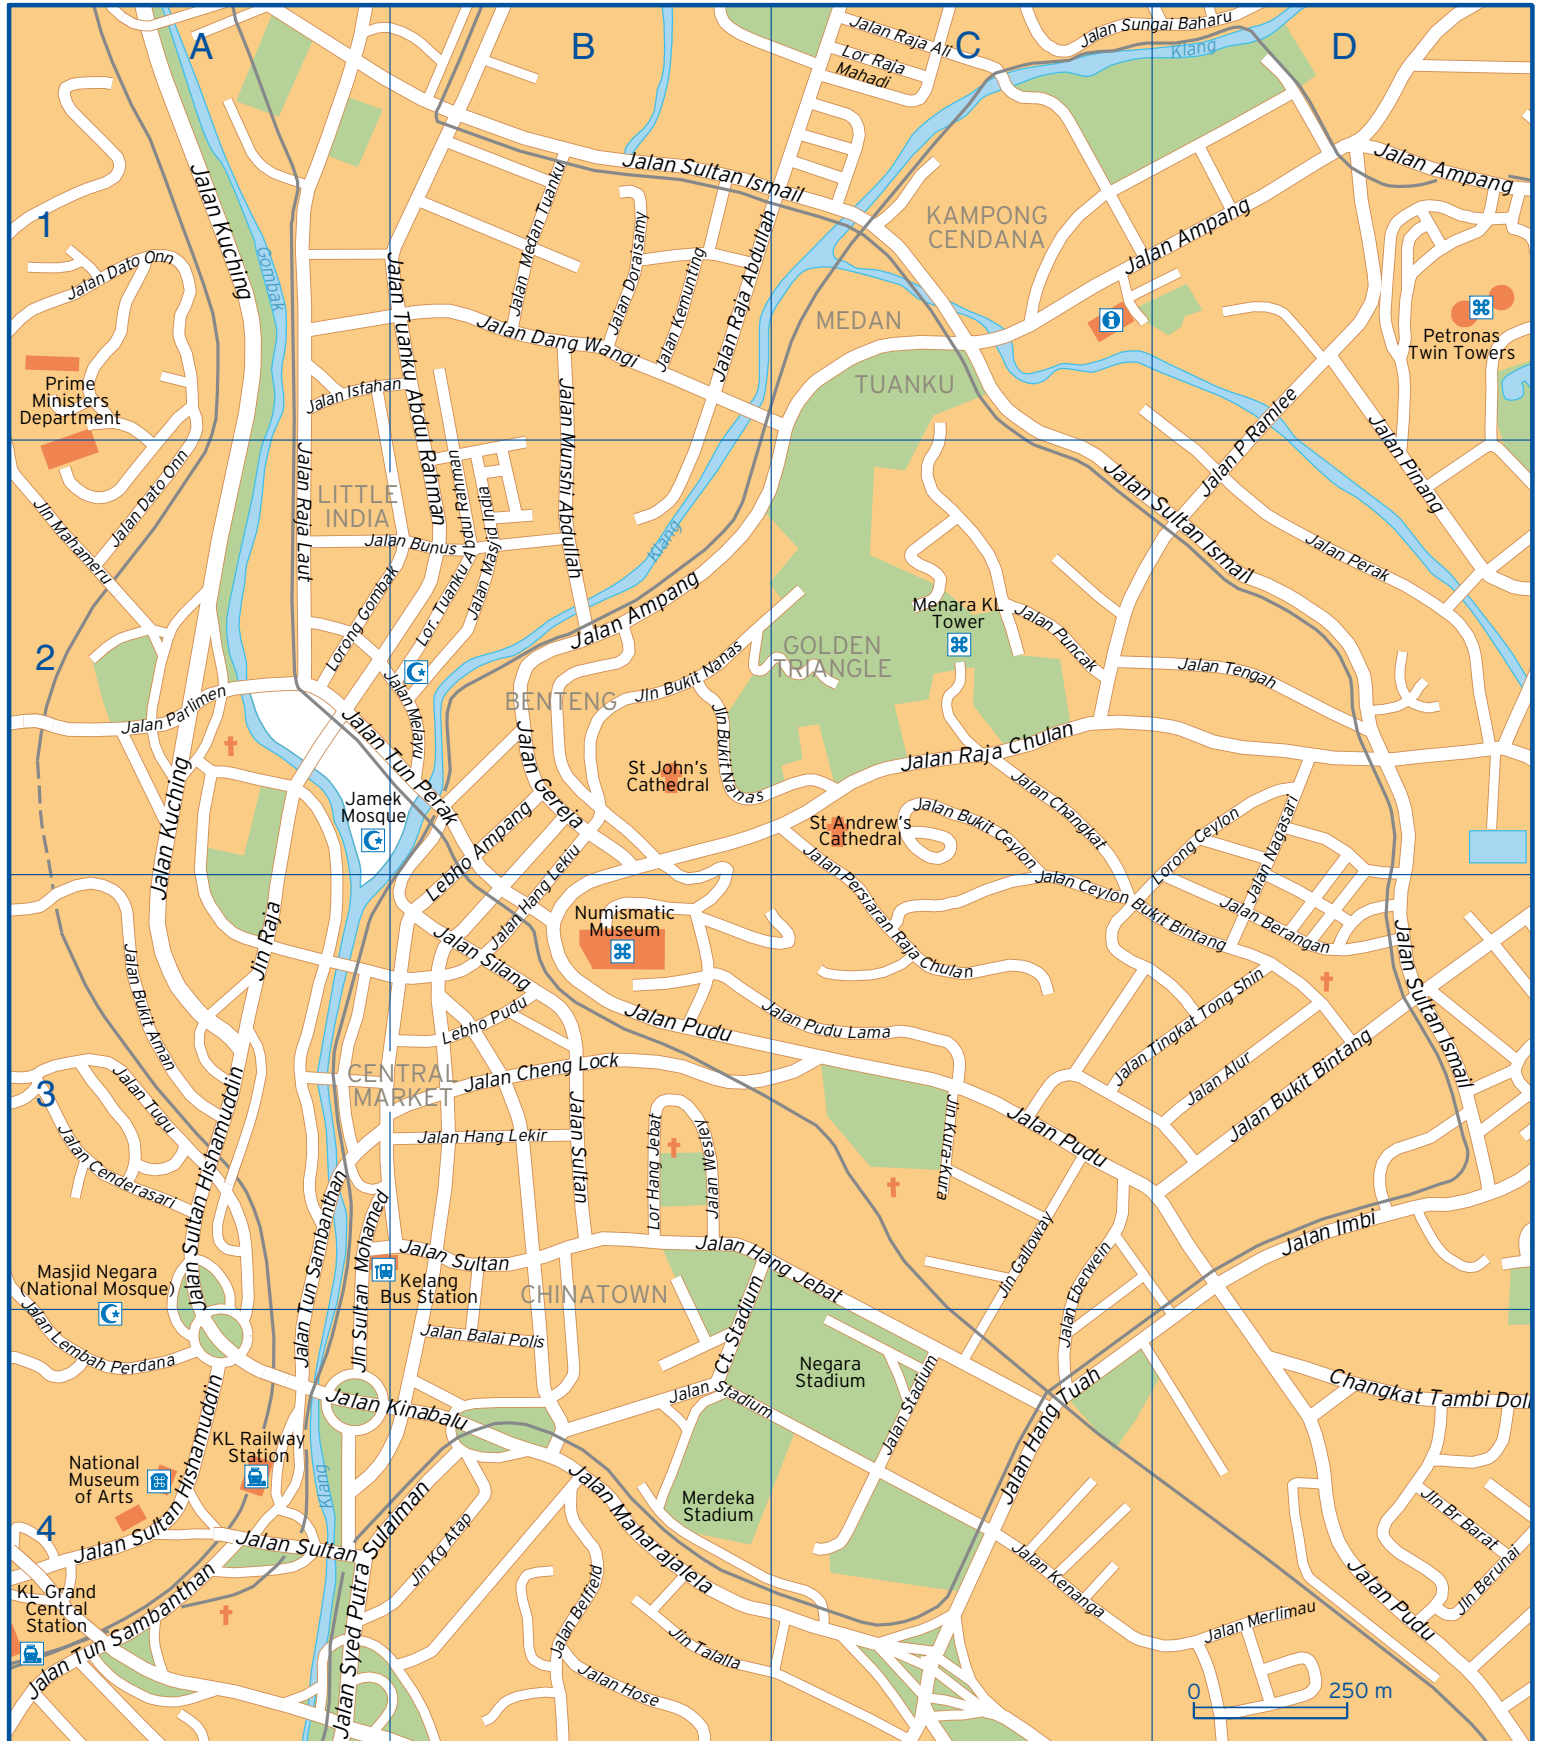 A
B
C
D
Jalan Raja Ali
Lor Raja
Mahadi
Jalan Sungai Baharu
Klang
Jalan Sultan Ismail
Jalan Ampang
Jalan Kuching
1
Gombak
Jalan Dato Onn
Jalan Medan Tuanku
Jalan Doraisamy
Jalan Kemunting
Jalan Raja Abdullah
KAMPONG
CENDANA
Jalan Ampang
MEDAN
TUANKU
Petronas
Twin Towers
Jalan Tuanku Abdul Rahman
Jalan Dang Wangi
Prime
Ministers
Department
Jalan Isfahan
Jalan Munshi Abdullah
Jalan P Ramlee
Jalan Pinang
Jalan Raja Laut
LITTLE
INDIA
Jalan Dato Onn
Jln Mahameru
Jalan Bunus
Lor. Tuanku Abdul Rahman
Jalan Masjid India
Klang
Jalan Sultan Ismail
Jalan Perak
Lorong Gombak
Jalan Ampang
Menara KL
Tower
Jalan Puncak
2
GOLDEN
TRIANGLE
Jalan Tengah
Jalan Melayu
Jln Bukit Nanas
BENTENG
Jalan Parlimen
Jalan Tun Perak
Jln Bukit Nanas
Jalan Raja Chulan
Jalan Gereja
St John's
Cathedral
Jalan Kuching
Jamek
Mosque
Lebho Ampang
Jalan Hang Lekiu
St Andrew's
Cathedral
Jalan Bukit Ceylon
Jalan Changkat
Lorong Ceylon
Jalan Nagasari
Jalan Persiaran Raja Chulan
Jalan Ceylon Bukit Bintang
Jalan Berangan
Numismatic
Museum
Jln Raja
Jalan Silang
Jalan Sultan Ismail
Jalan Bukit Aman
Jalan Pudu
Lebho Pudu
Jalan Pudu Lama
Jalan Tingkat Tong Shin
Jalan Alur
Jalan Bukit Bintang
3
CENTRAL
MARKET
Jalan Cheng Lock
Jalan Tugu
Jalan Cenderasari
Jalan Sultan Hishamuddin
Jalan Hang Lekir
Jalan Sultan
Lor Hang Jebat
Jalan Wesley
Jln Kura-Kura
Jalan Pudu
Jalan Tun Sambanthan
Jln Sultan Mohamed
Jalan Sultan
Kelang
Bus Station
CHINATOWN
Jalan Hang Jebat
Jln Galloway
Jalan Eberwein
Jalan Imbi
Masjid Negara
(National Mosque)
Jalan Lembah Perdana
Jalan Balai Polis
Ct. Stadium
Negara
Stadium
Jalan Stadium
Jalan Stadium
Jalan Hang Tuah
Changkat Tambi Doll
Jalan Kinabalu
Jalan Sultan Hishamuddin
KL Railway
Station
National
Museum
of Arts
Klang
Merdeka
Stadium
Jalan Maharajalela
4
Jalan Sultan
Jln Kg Atap
Jalan Syed Putra Sulaiman
Jln Br Barat
Jln Berunai
KL Grand
Central
Station
Jalan Tun Sambanthan
Jalan Belfield
Jalan Kenanga
Jalan Pudu
Jln Talalla
Jalan Merlimau
Jalan Hose
0
250 m